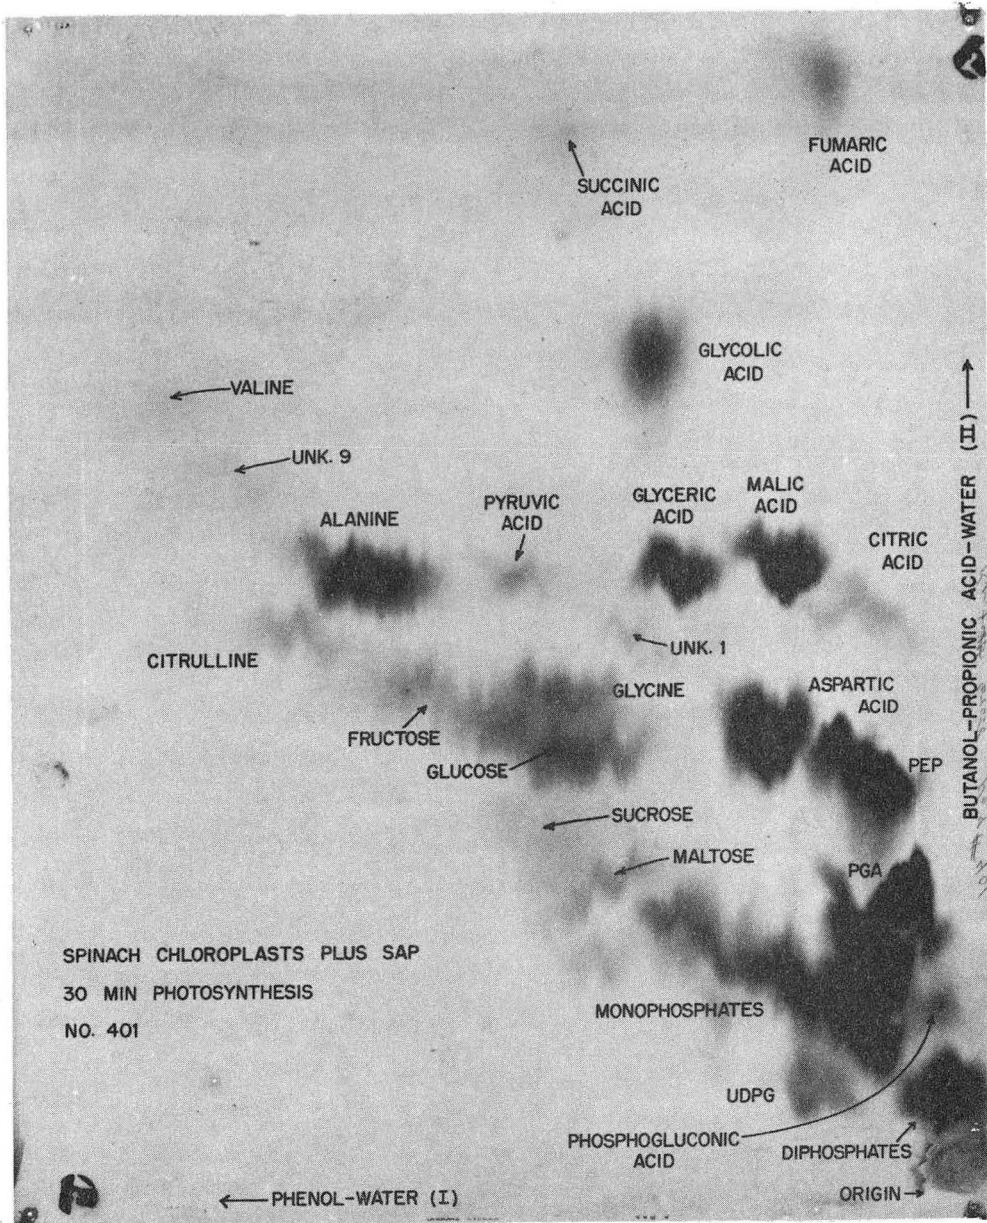 FUMARIC
ACID
SUCCINIC
ACID
GLYCOLIC
ACID
VALINE
UNK. 9
ALANINE
PYRUVIC
ACID
GLYCERIC
ACID
MALIC
ACID
CITRIC
ACID
UNK. 1
CITRULLINE
GLYCINE
ASPARTIC
ACID
FRUCTOSE
GLUCOSE
PEP
SUCROSE
MALTOSE
PGA
SPINACH CHLOROPLASTS PLUS SAP
30 MIN PHOTOSYNTHESIS
NO. 401
MONOPHOSPHATES
UDPG
PHOSPHOGLUCONIC
ACID
DIPHOSPHATES
ORIGIN→
←PHENOL-WATER (I)
BUTANOL-PROPIONIC ACID-WATER (II)→